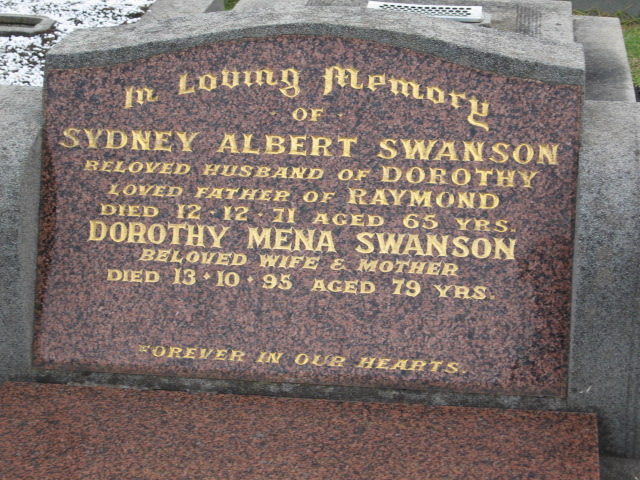 In Loving Memory
OF
SYDNEY ALBERT SWANSON
BELOVED HUSBAND OF DOROTHY
LOVED FATHER OF RAYMOND
DIED 12·12·71 AGED 65 YRS.
DOROTHY MENA SWANSON
BELOVED WIFE & MOTHER
DIED 13·10·95 AGED 79 YRS.
FOREVER IN OUR HEARTS.